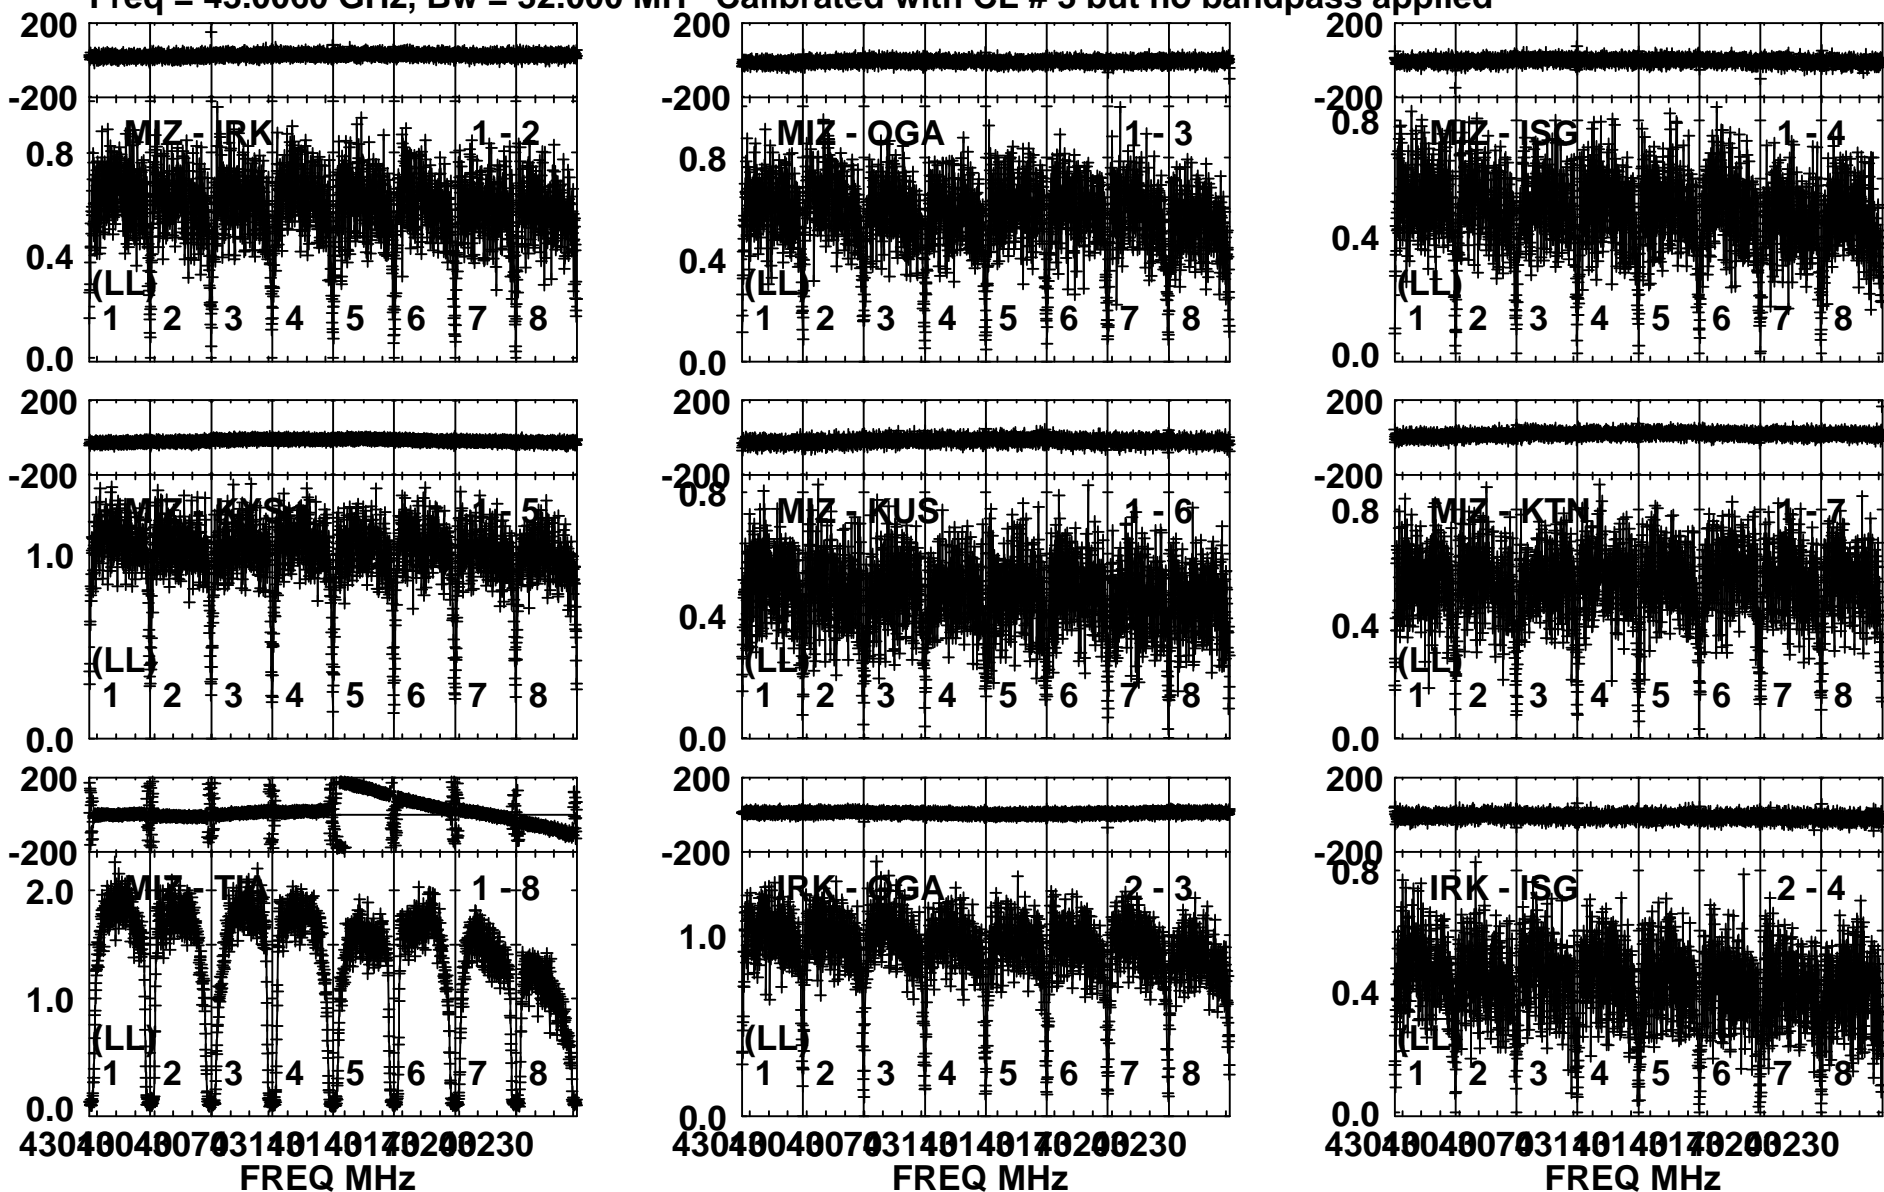 Calibrated with CL # 3 but no bandpass applied
200 200 200
-200 -200 -200
MIZ - IRK 1 - 2 MIZ - OGA 1 - 3 MIZ - ISG 1 - 4
0.8 0.8 0.8
0.4 0.4 0.4
(LL) (LL) (LL)
1 2 3 4 5 6 7 8 1 2 3 4 5 6 7 8 1 2 3 4 5 6 7 8
0.0 0.0 0.0
200 200 200
-200 -200 -200
MIZ - KYS 1 - 5 MIZ - KUS 1 - 6 MIZ - KTN 1 - 7
1.0 0.8 0.8
0.4 0.4
(LL) (LL) (LL)
1 2 3 4 5 6 7 8 1 2 3 4 5 6 7 8 1 2 3 4 5 6 7 8
0.0 0.0 0.0
200 200 200
-200 -200 -200
MIZ - TIA 1 - 8 IRK - OGA 2 - 3 IRK - ISG 2 - 4
2.0 0.8
1.0 1.0 0.4
(LL) (LL) (LL)
1 2 3 4 5 6 7 8 1 2 3 4 5 6 7 8 1 2 3 4 5 6 7 8
0.0 0.0 0.0
FREQ MHz FREQ MHz FREQ MHz